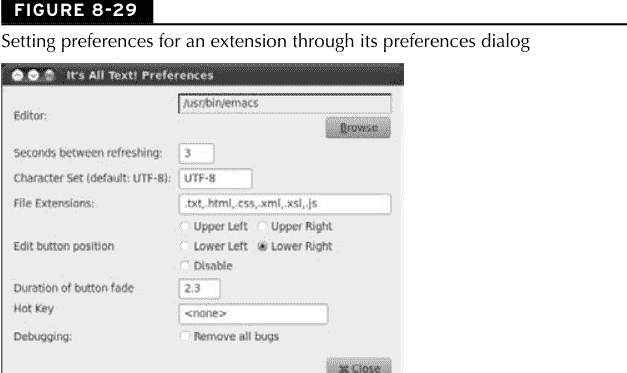 FIGURE 8-29
Setting preferences for an extension through its preferences dialog
It's All Text! Preferences
Editor: /usr/bin/emacs
Browse
Seconds between refreshing: 3
Character Set (default: UTF-8): UTF-8
File Extensions: .txt,.html,.css,.xml,.xsl,.js
Upper Left Upper Right
Edit button position Lower Left Lower Right
Disable
Duration of button fade 2.3
Hot Key <none>
Debugging: Remove all bugs
Close